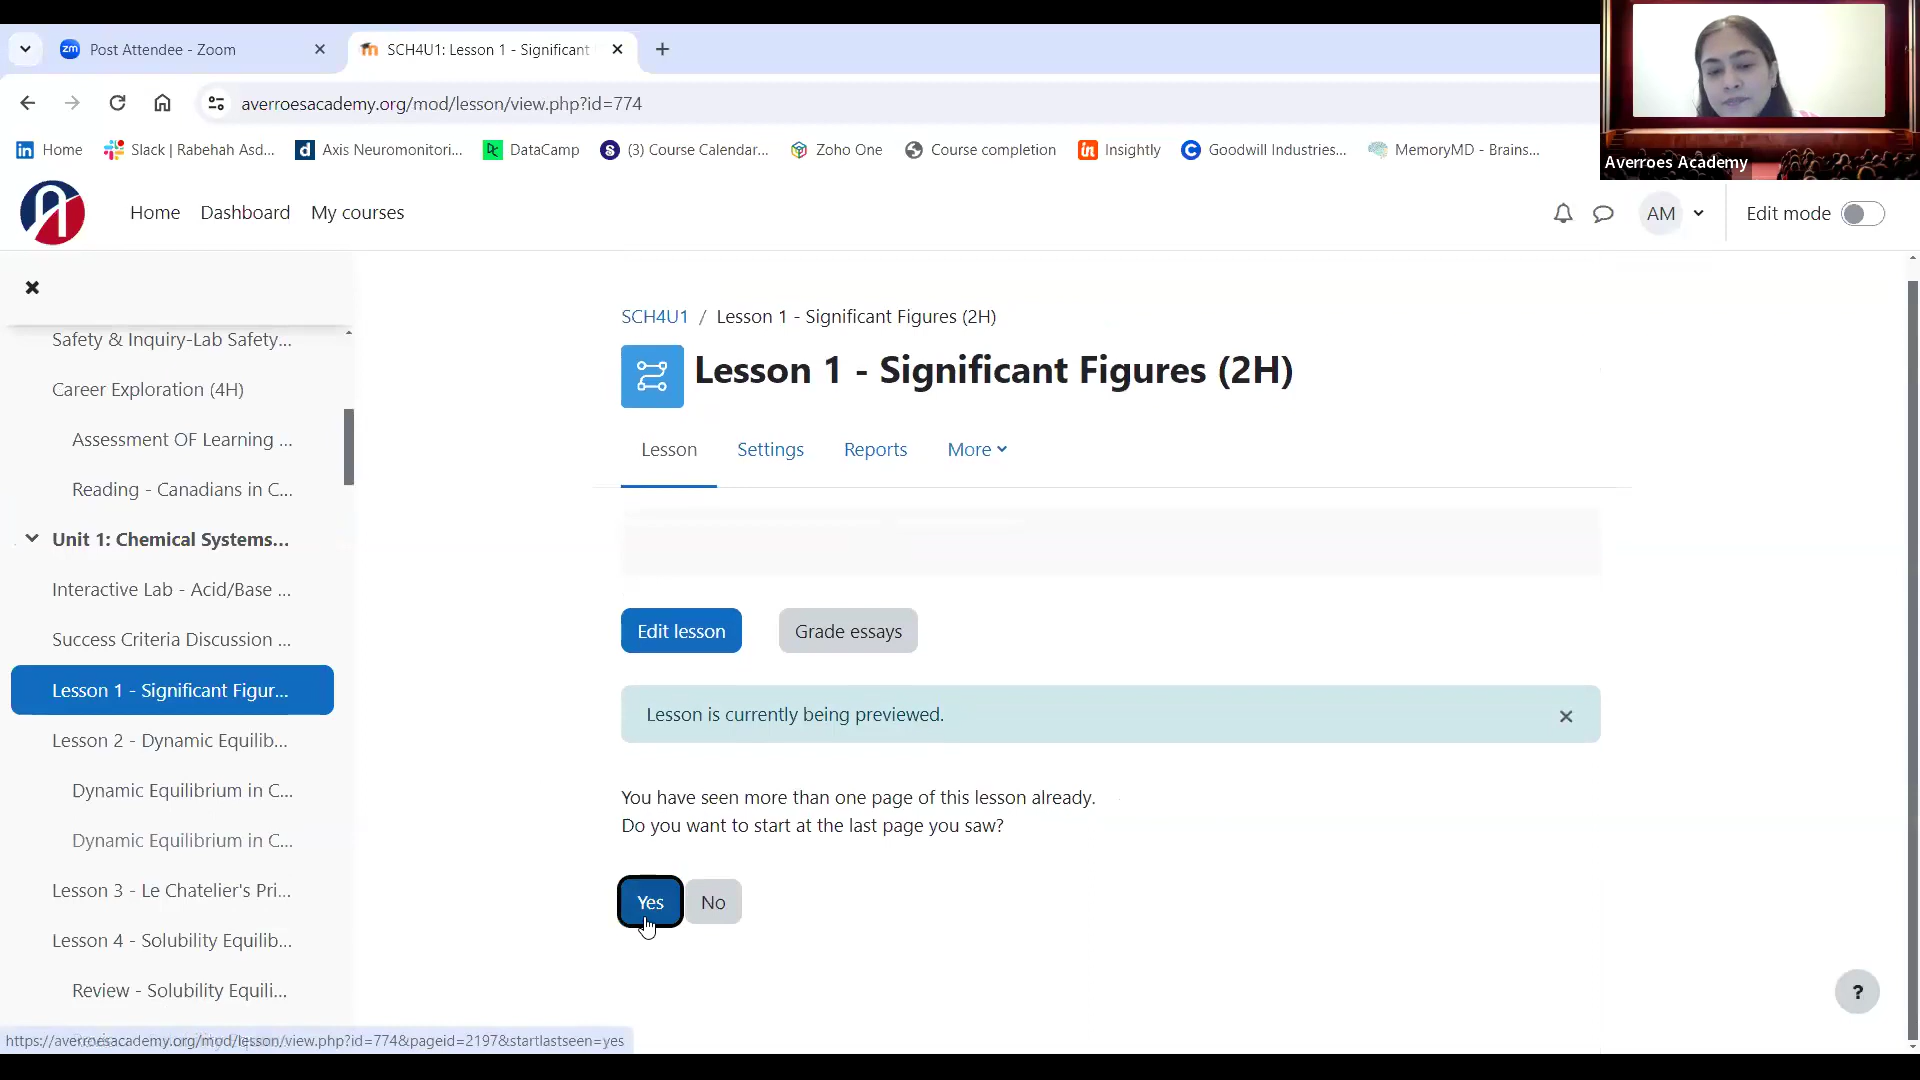 Post Attendee - Zoom
SCH4U1: Lesson 1 - Significant
averroesacademy.org/mod/lesson/view.php?id=774
Home
Slack | Rabehah Asd...
Axis Neuromonitori...
DataCamp
(3) Course Calendar...
Zoho One
Course completion
Insightly
Goodwill Industries...
MemoryMD - Brains...
Averroes Academy
Home
Dashboard
My courses
AM
Edit mode
Safety & Inquiry-Lab Safety...
Career Exploration (4H)
Assessment OF Learning ...
Reading - Canadians in C...
Unit 1: Chemical Systems...
Interactive Lab - Acid/Base ...
Success Criteria Discussion ...
Lesson 1 - Significant Figur...
Lesson 2 - Dynamic Equilib...
Dynamic Equilibrium in C...
Dynamic Equilibrium in C...
Lesson 3 - Le Chatelier's Pri...
Lesson 4 - Solubility Equilib...
Review - Solubility Equili...
SCH4U1 / Lesson 1 - Significant Figures (2H)
Lesson 1 - Significant Figures (2H)
Lesson
Settings
Reports
More
Edit lesson
Grade essays
Lesson is currently being previewed.
You have seen more than one page of this lesson already.
Do you want to start at the last page you saw?
Yes
No
?
https://averroesacademy.org/mod/lesson/view.php?id=774&pageid=2197&startlastseen=yes